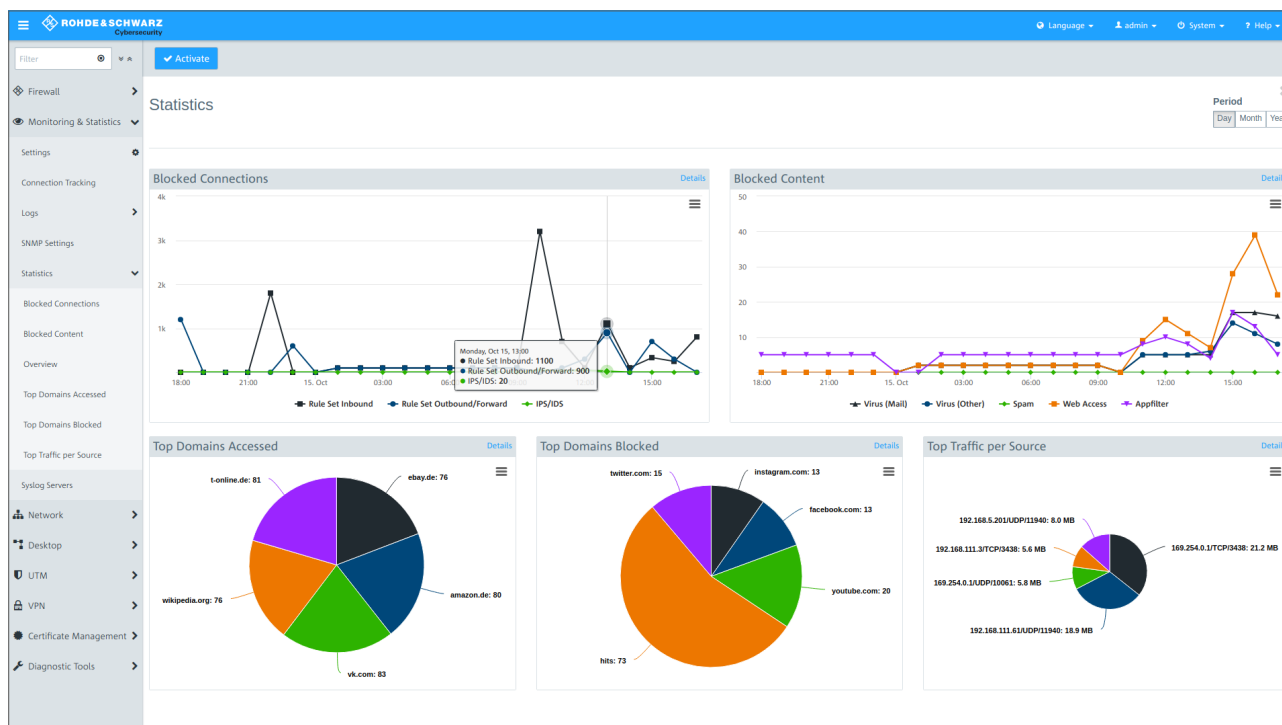 ROHDE&SCHWARZ
Cybersecurity
Language
admin
System
? Help
Filter
Activate
Firewall
Monitoring & Statistics
Settings
Connection Tracking
Logs
SNMP Settings
Statistics
Blocked Connections
Blocked Content
Overview
Top Domains Accessed
Top Domains Blocked
Top Traffic per Source
Syslog Servers
Network
Desktop
UTM
VPN
Certificate Management
Diagnostic Tools
Statistics
Period
Day Month Yea
Blocked Connections Details
4k
3k
2k
1k
Monday, Oct 15, 13:00
Rule Set Inbound: 1100
Rule Set Outbound/Forward: 900
IPS/IDS: 20
18:00 21:00 15. Oct 03:00 15:00
Rule Set Inbound Rule Set Outbound/Forward IPS/IDS
Blocked Content Detail
50
40
30
20
10
18:00 21:00 15. Oct 03:00 06:00 09:00 12:00 15:00
Virus (Mail) Virus (Other) Spam Web Access Appfilter
Top Domains Accessed Details
t-online.de: 81
ebay.de: 76
wikipedia.org: 76
amazon.de: 80
vk.com: 83
Top Domains Blocked Details
twitter.com: 15
instagram.com: 13
facebook.com: 13
youtube.com: 20
hits: 73
Top Traffic per Source Detail
192.168.5.201/UDP/11940: 8.0 MB
192.168.111.3/TCP/3438: 5.6 MB
169.254.0.1/TCP/3438: 21.2 MB
169.254.0.1/UDP/10061: 5.8 MB
192.168.111.61/UDP/11940: 18.9 MB